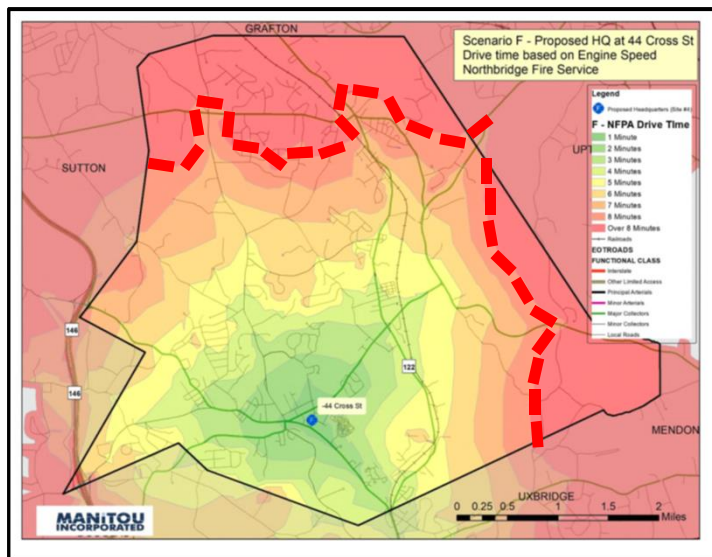 GRAFTON
Scenario F - Proposed HQ at 44 Cross St
Drive time based on Engine Speed
Northbridge Fire Service
Legend
F Proposed Headquarters (Site #4)
F - NFPA Drive Time
1 Minute
2 Minutes
3 Minutes
4 Minutes
5 Minutes
6 Minutes
7 Minutes
8 Minutes
Over 8 Minutes
Railroads
EOTROADS
FUNCTIONAL CLASS
Interstate
Other Limited Access
Principal Arterials
Minor Arterials
Major Collectors
Minor Collectors
Local Roads
UPT
SUTTON
146
146
122
-44 Cross St
F
MENDON
UXBRIDGE
0 0.25 0.5 1 1.5 2
Miles
MANITOU
INCORPORATED